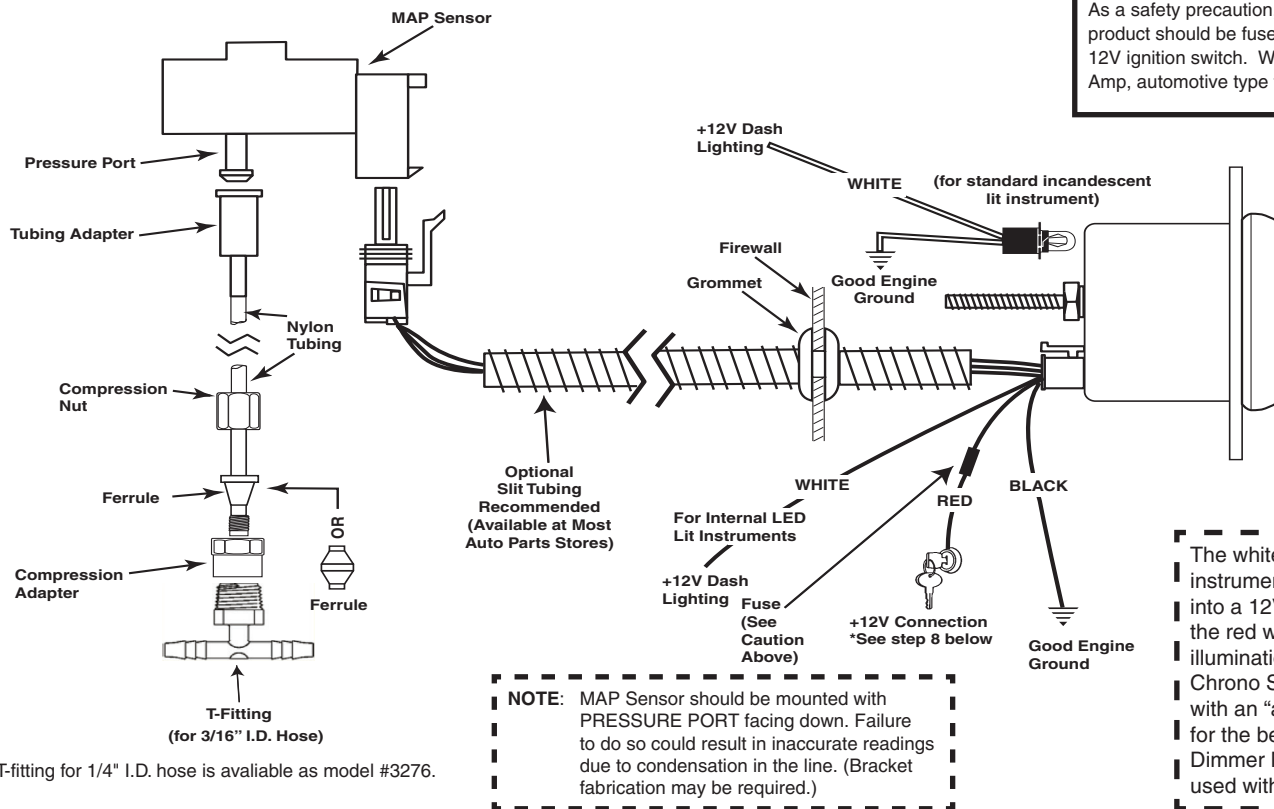 MAP Sensor
As a safety precaution
product should be fuse
12V ignition switch. W
Amp, automotive type
Pressure Port
Tubing Adapter
+12V Dash
Lighting
WHITE
(for standard incandescent
lit instrument)
Firewall
Grommet
Good Engine
Ground
Nylon
Tubing
Compression
Nut
Ferrule
OR
Ferrule
Compression
Adapter
Optional
Slit Tubing
Recommended
(Available at Most
Auto Parts Stores)
WHITE
RED
BLACK
For Internal LED
Lit Instruments
+12V Dash
Lighting
Fuse
(See
Caution
Above)
+12V Connection
*See step 8 below
Good Engine
Ground
T-Fitting
(for 3/16” I.D. Hose)
T-fitting for 1/4" I.D. hose is avaliable as model #3276.
NOTE: MAP Sensor should be mounted with
PRESSURE PORT facing down. Failure
to do so could result in inaccurate readings
due to condensation in the line. (Bracket
fabrication may be required.)
The white
instrumen
into a 12V
the red w
illuminatio
Chrono S
with an “a
for the be
Dimmer
used with